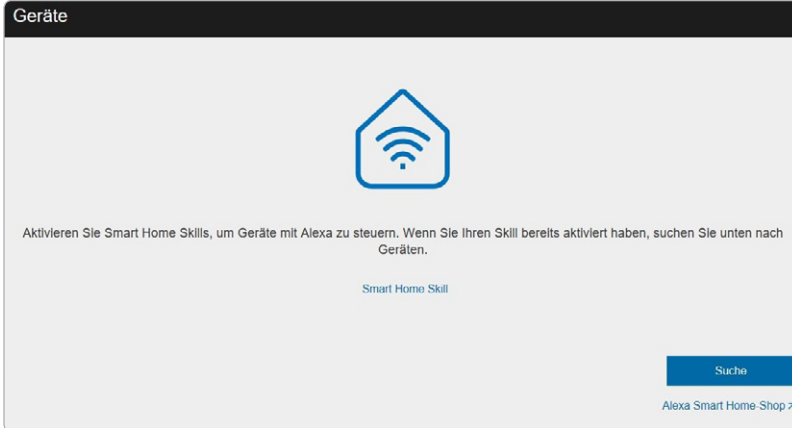 Geräte
Aktivieren Sie Smart Home Skills, um Geräte mit Alexa zu steuern. Wenn Sie Ihren Skill bereits aktiviert haben, suchen Sie unten nach
Geräten.
Smart Home Skill
Suche
Alexa Smart Home-Shop